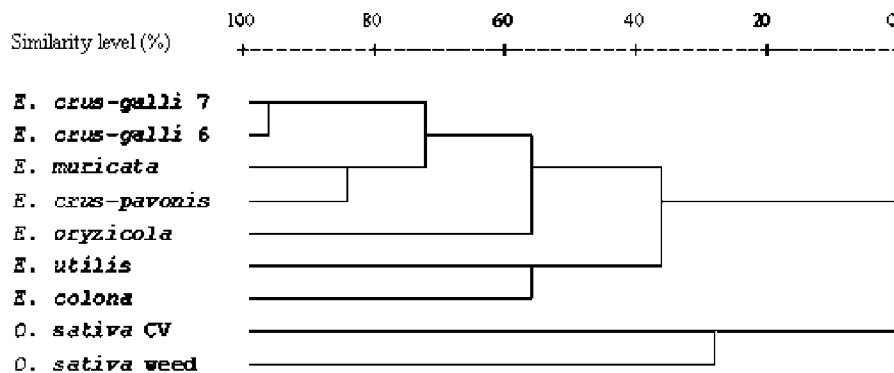 100 80 60 40 20 0
Similarity level (%)
E. crus-galli 7
E. crus-galli 6
E. muricata
E. crus-pavonis
E. oryzicola
E. utilis
E. colona
O. sativa CV
O. sativa weed